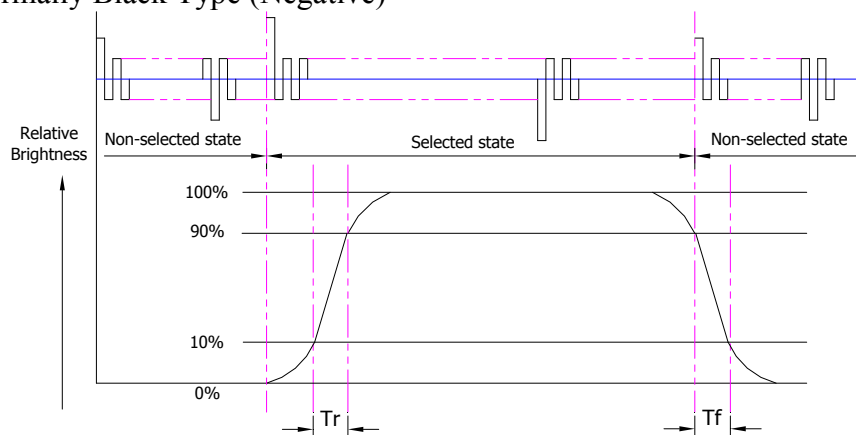 Black Type (Negative)
Relative
Brightness
Non-selected state
Selected state
Non-selected state
100%
90%
10%
0%
Tr
Tf